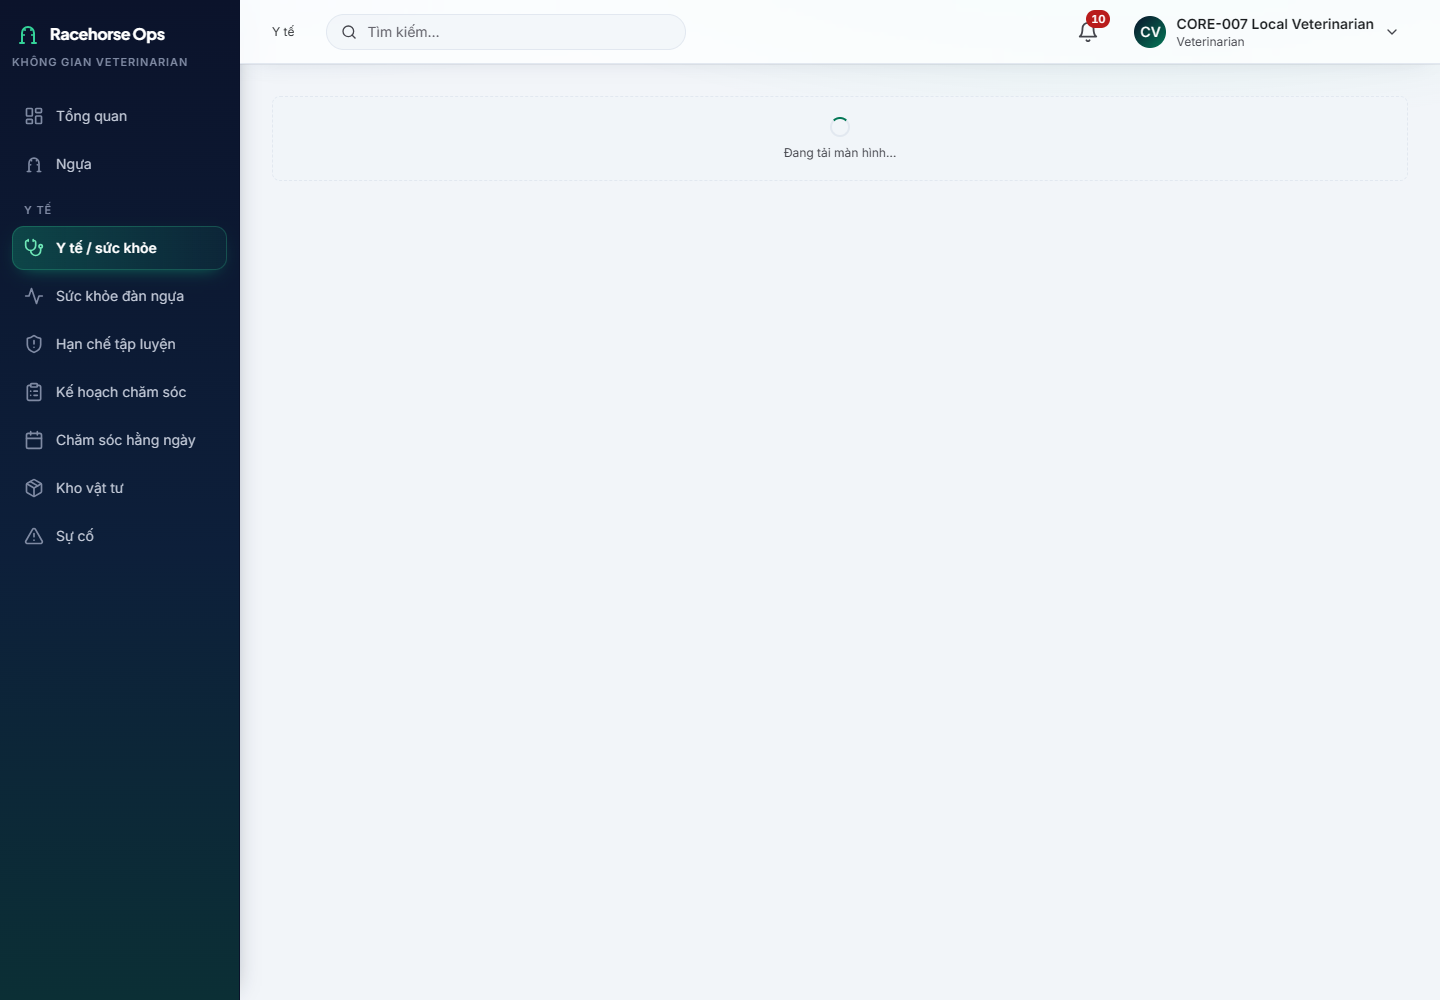 Racehorse Ops
KHÔNG GIAN VETERINARIAN
Tổng quan
Ngựa
Y TẾ
Y tế / sức khỏe
Sức khỏe đàn ngựa
Hạn chế tập luyện
Kế hoạch chăm sóc
Chăm sóc hằng ngày
Kho vật tư
Sự cố
Y tế
Tìm kiếm...
10
CV
CORE-007 Local Veterinarian
Veterinarian
Đang tải màn hình...